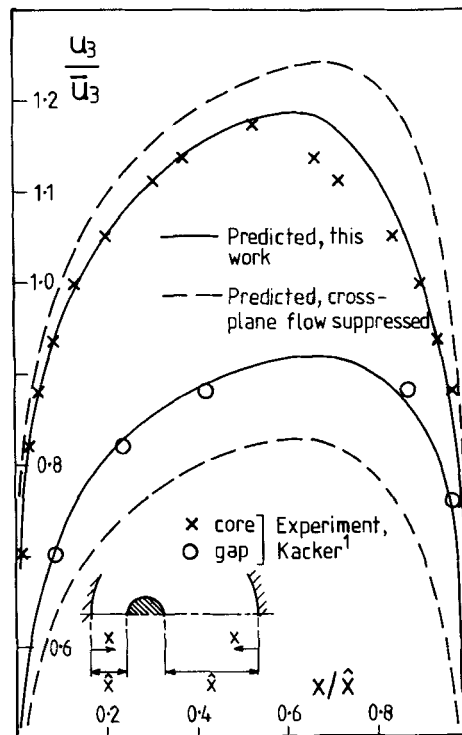 u₃
ū₃
1·2
1·1
1·0
0·8
0·6
Predicted, this
work
Predicted, cross-
plane flow suppressed
× core
○ gap
Experiment,
Kacker¹
x
x
x̂
x̂
0·2
0·4
0·6
0·8
x/x̂